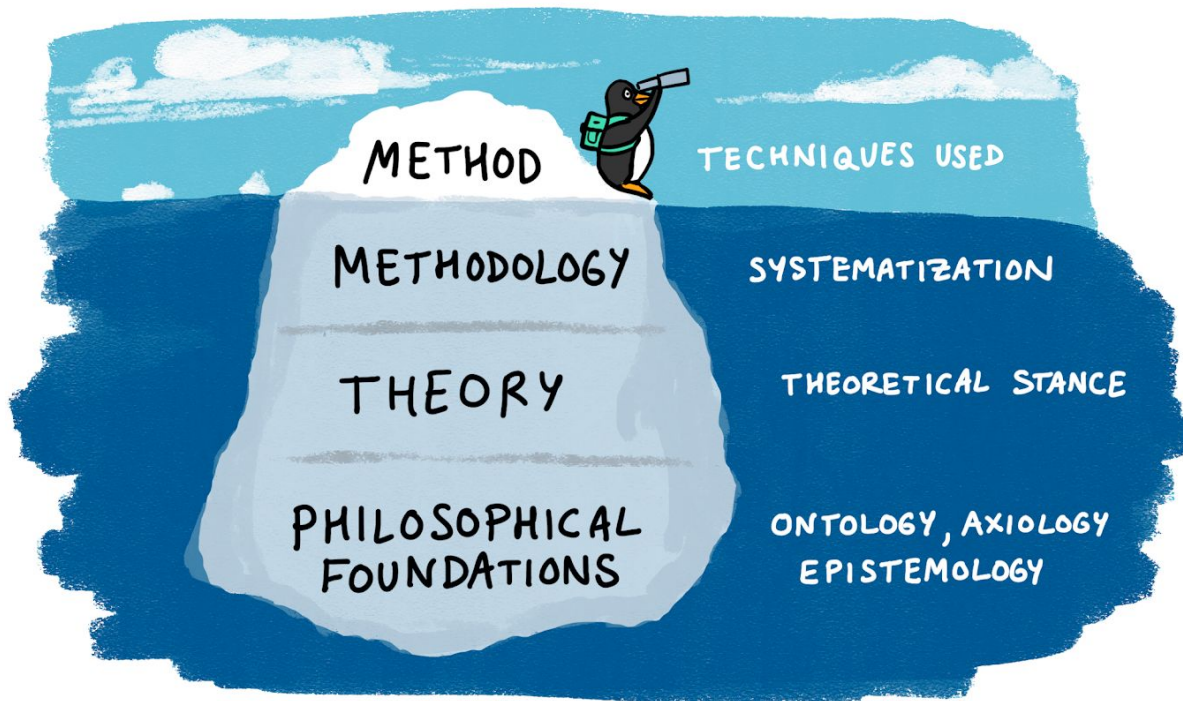 METHOD
TECHNIQUES USED
METHODOLOGY
SYSTEMATIZATION
THEORY
THEORETICAL STANCE
PHILOSOPHICAL
FOUNDATIONS
ONTOLOGY, AXIOLOGY
EPISTEMOLOGY